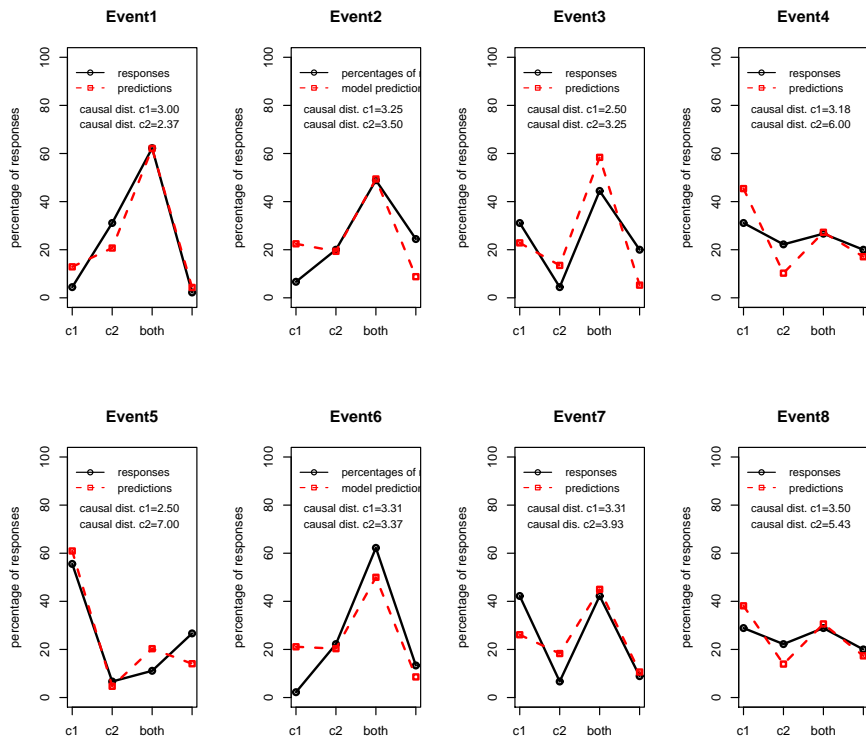 Event1
percentage of responses
100
80
60
40
20
0
responses
predictions
causal dist. c1=3.00
causal dist. c2=2.37
c1 c2 both
Event2
percentage of responses
100
80
60
40
20
0
percentages of
model prediction
causal dist. c1=3.25
causal dist. c2=3.50
c1 c2 both
Event3
percentage of responses
100
80
60
40
20
0
responses
predictions
causal dist. c1=2.50
causal dist. c2=3.25
c1 c2 both
Event4
percentage of responses
100
80
60
40
20
0
responses
predictions
causal dist. c1=3.18
causal dist. c2=6.00
c1 c2 both
Event5
percentage of responses
100
80
60
40
20
0
responses
predictions
causal dist. c1=2.50
causal dist. c2=7.00
c1 c2 both
Event6
percentage of responses
100
80
60
40
20
0
percentages of
model prediction
causal dist. c1=3.31
causal dist. c2=3.37
c1 c2 both
Event7
percentage of responses
100
80
60
40
20
0
responses
predictions
causal dist. c1=3.31
causal dis. c2=3.93
c1 c2 both
Event8
percentage of responses
100
80
60
40
20
0
responses
predictions
causal dist. c1=3.50
causal dist. c2=5.43
c1 c2 both